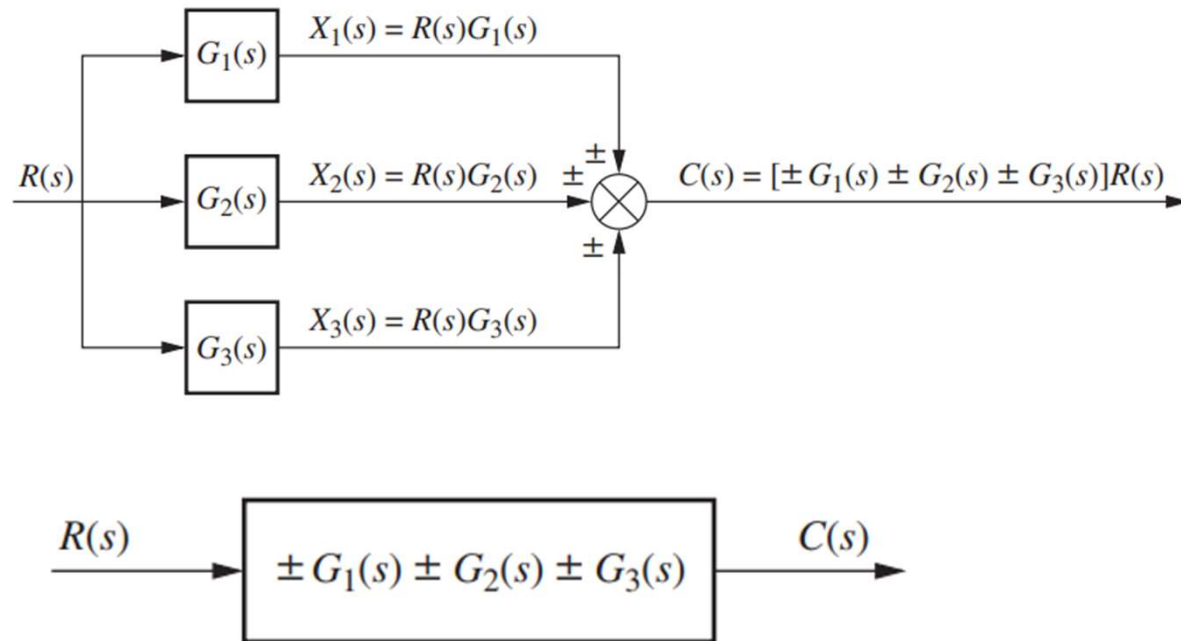 X₁(s) = R(s)G₁(s)
G₁(s)
±
R(s)
X₂(s) = R(s)G₂(s)
±
C(s) = [± G₁(s) ± G₂(s) ± G₃(s)]R(s)
G₂(s)
±
X₃(s) = R(s)G₃(s)
G₃(s)
R(s)
C(s)
± G₁(s) ± G₂(s) ± G₃(s)